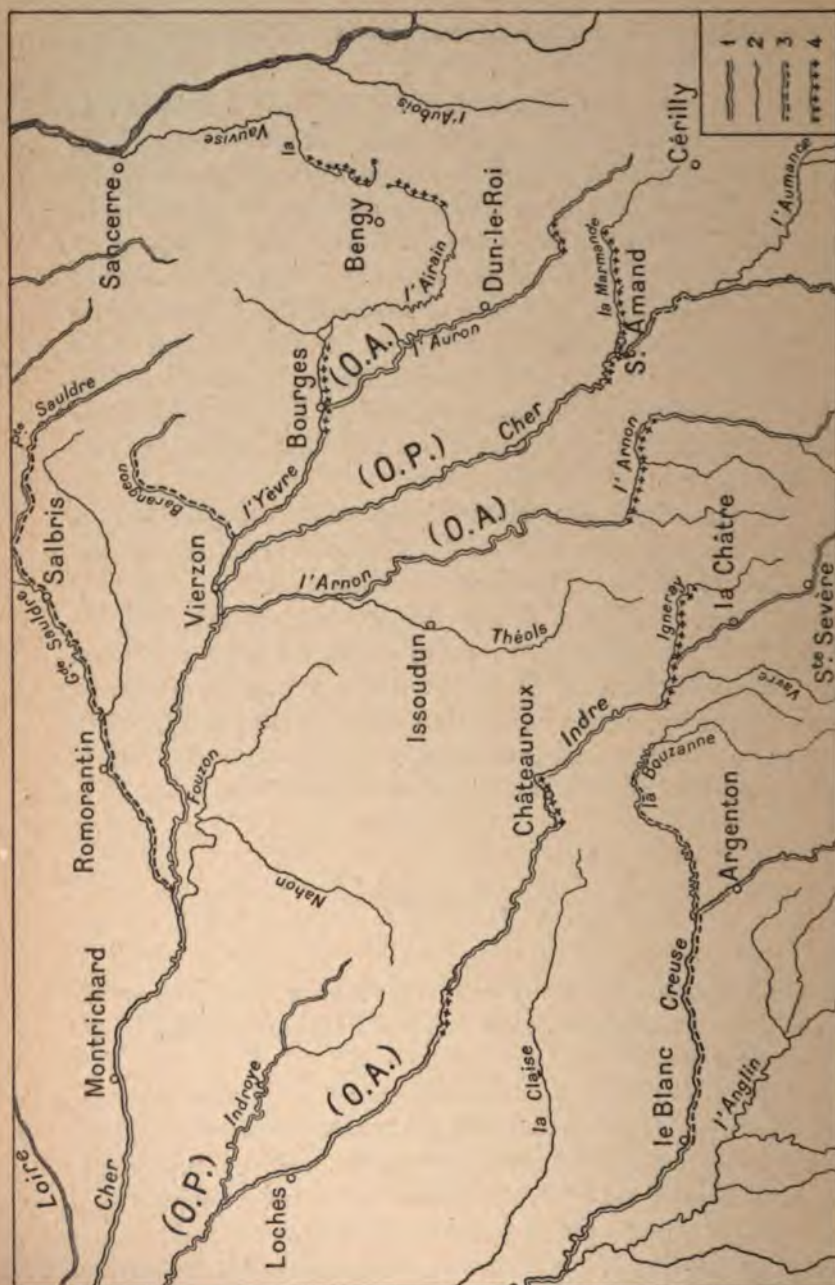 Loire
Cher
Montrichard
Romorantin
Gde Sauldre
Salbris
Pte Sauldre
Sancerre
Vauvise
la
l'Aubois
Barangeon
Vierzon
l'Yèvre
Bourges
Bengy
l'Airain
Fouzon
Nahon
(O.P.)
Indroye
Loches
(O.A.)
l'Arnon
(O.P.)
Cher
(O.A.)
l'Auron
Dun-le-Roi
Issoudun
Théols
(O.A.)
la Marmande
St. Amand
Cérilly
l'Aumance
Châteauroux
Indre
l'Arnon
Igneray
la Châtre
Ste Sevère
Vavre
la Bouzanne
la Claise
le Blanc
Creuse
Argenton
l'Anglin
1
2
3
4